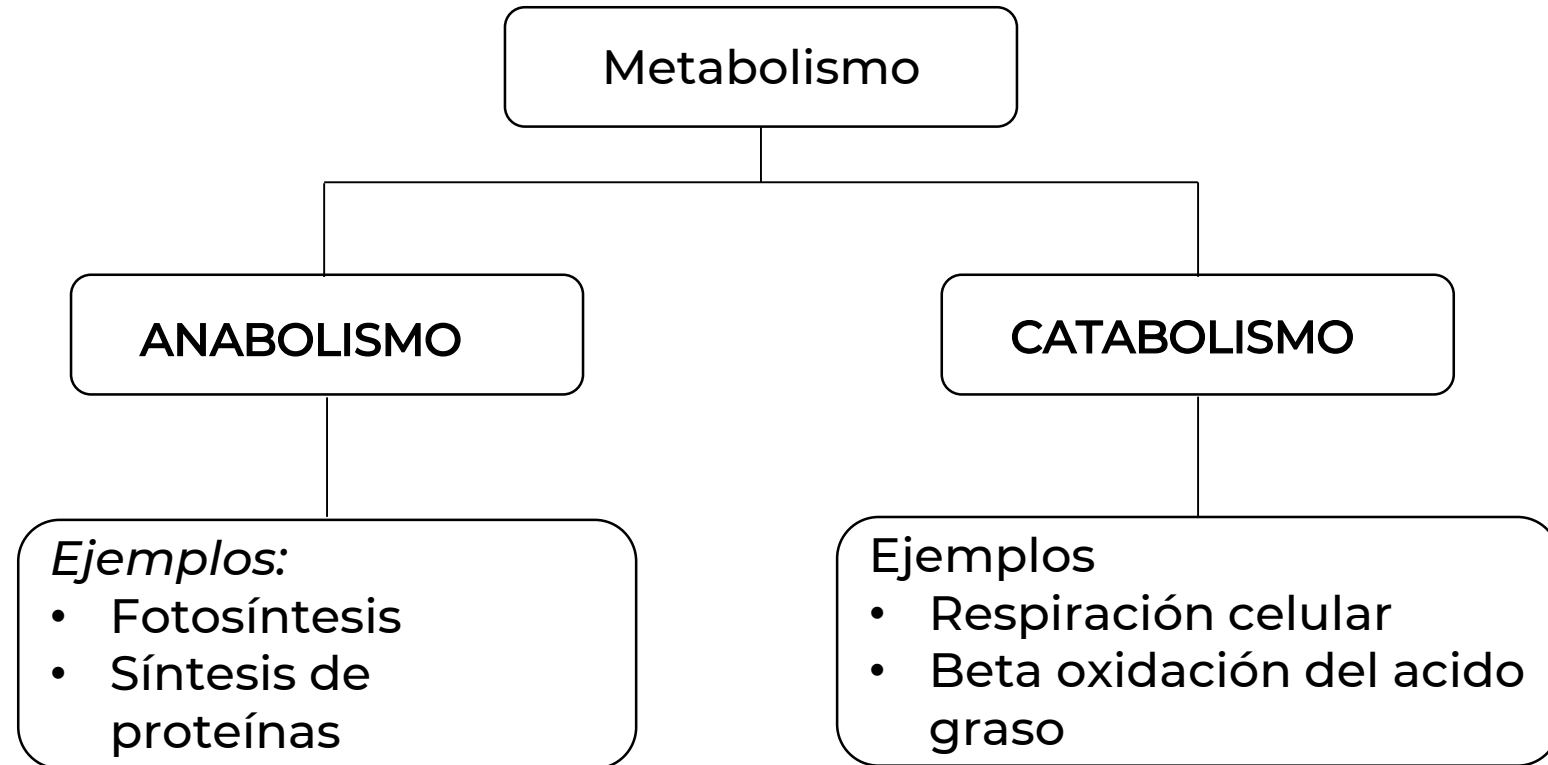 Metabolismo
ANABOLISMO
CATABOLISMO
Ejemplos:
• Fotosíntesis
• Síntesis de
proteínas
Ejemplos
• Respiración celular
• Beta oxidación del acido
graso